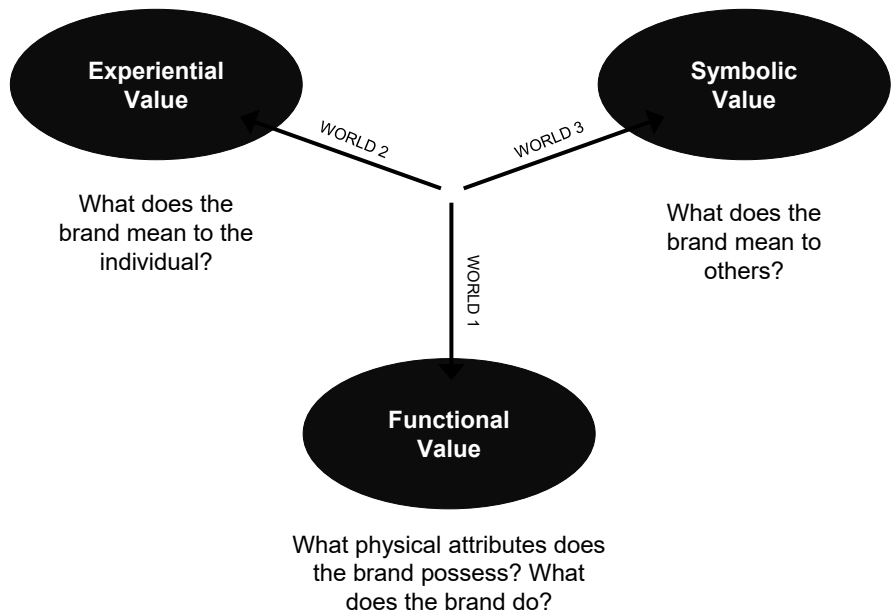 Experiential
Value
Symbolic
Value
WORLD 2
WORLD 3
What does the
brand mean to the
individual?
What does the
brand mean to
others?
WORLD 1
Functional
Value
What physical attributes does
the brand possess? What
does the brand do?